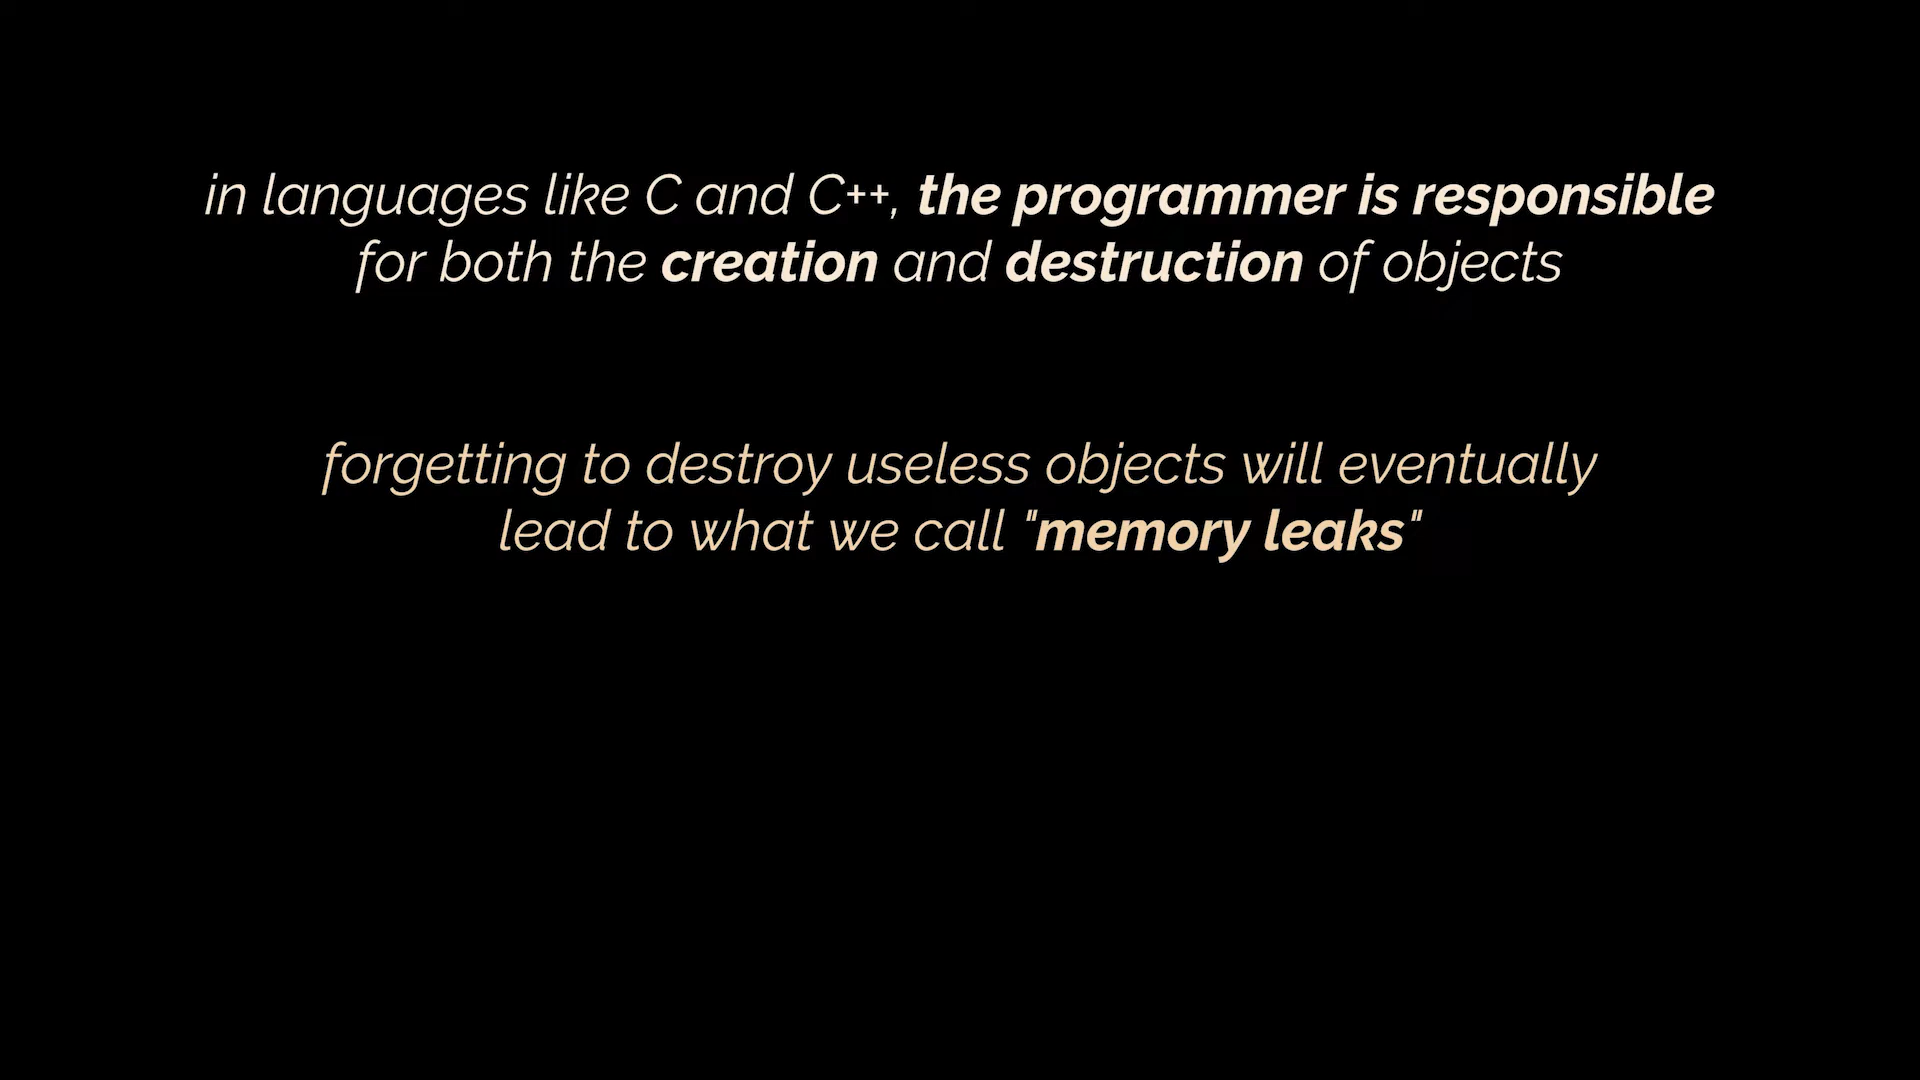 in languages like C and C++, the programmer is responsible
for both the creation and destruction of objects
forgetting to destroy useless objects will eventually
lead to what we call "memory leaks"